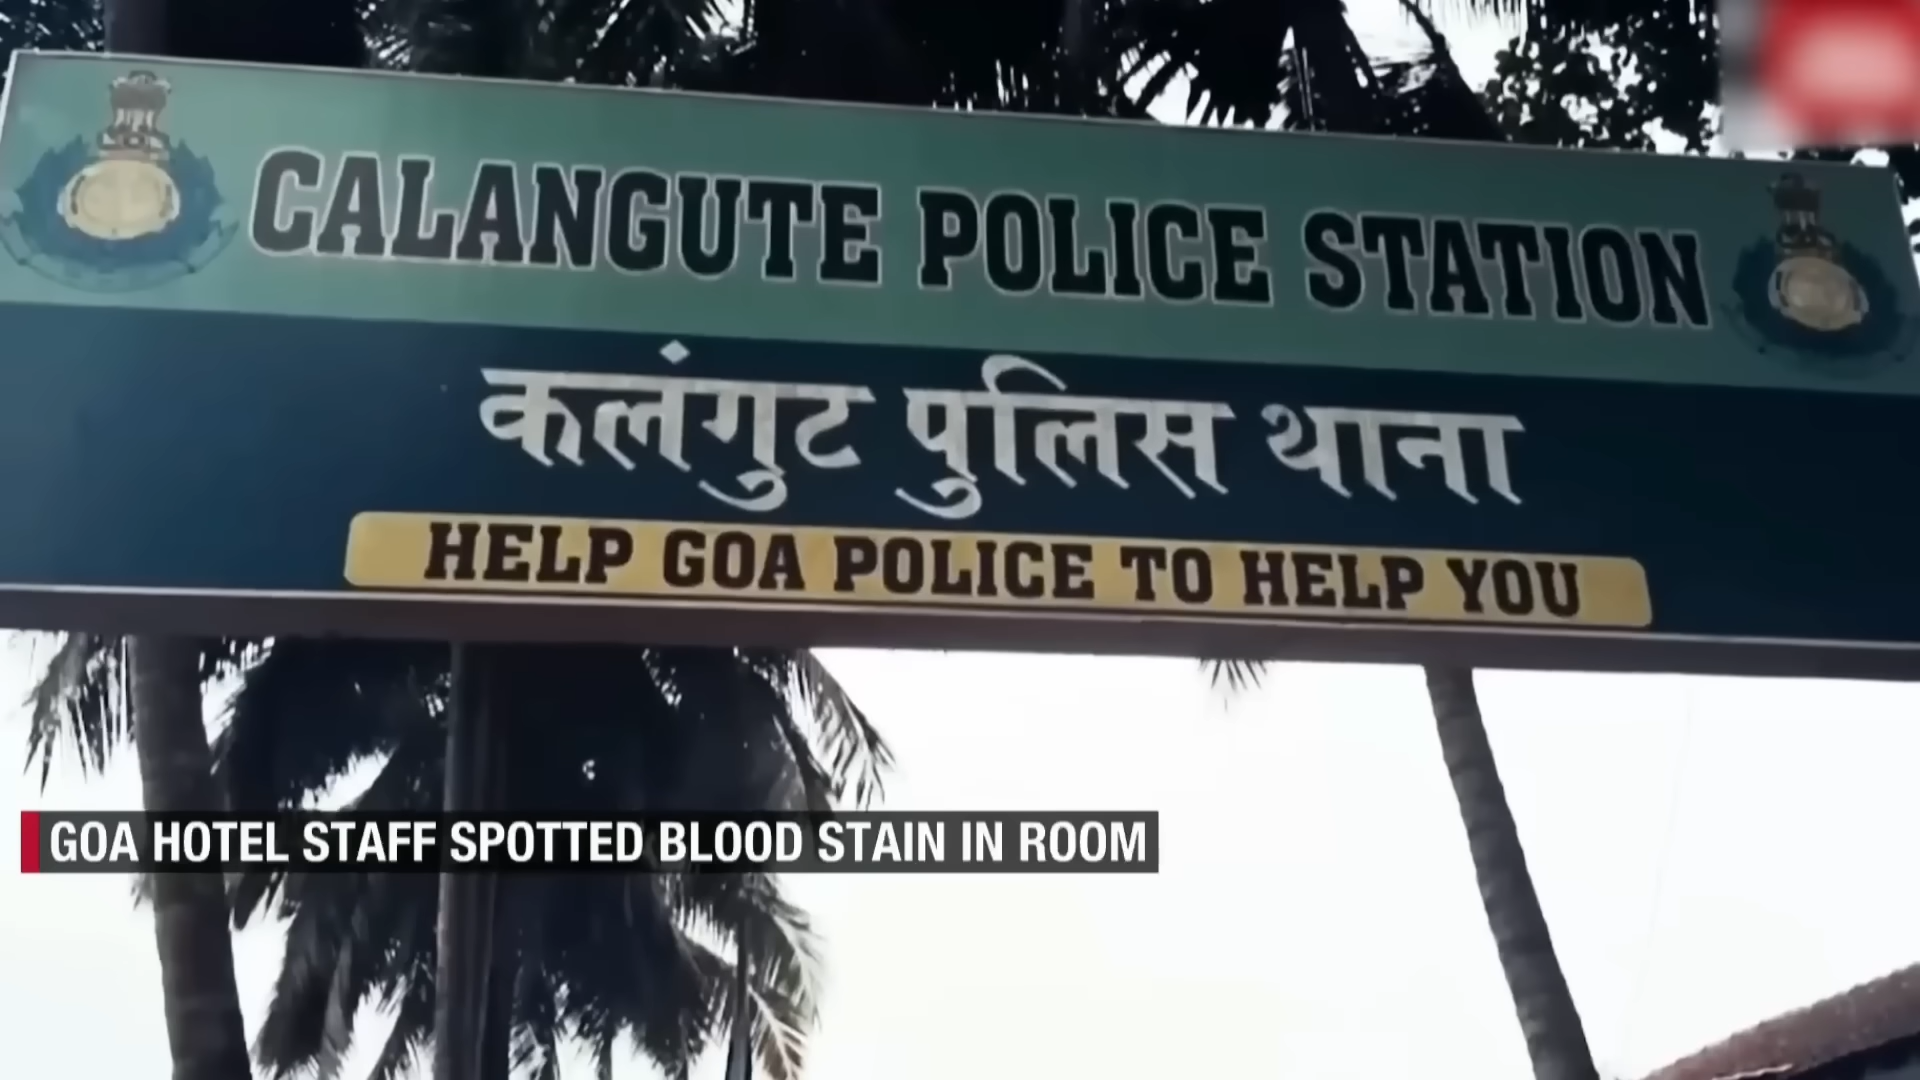 CALANGUTE POLICE STATION
कलंगुट पुलिस थाना
HELP GOA POLICE TO HELP YOU
GOA HOTEL STAFF SPOTTED BLOOD STAIN IN ROOM